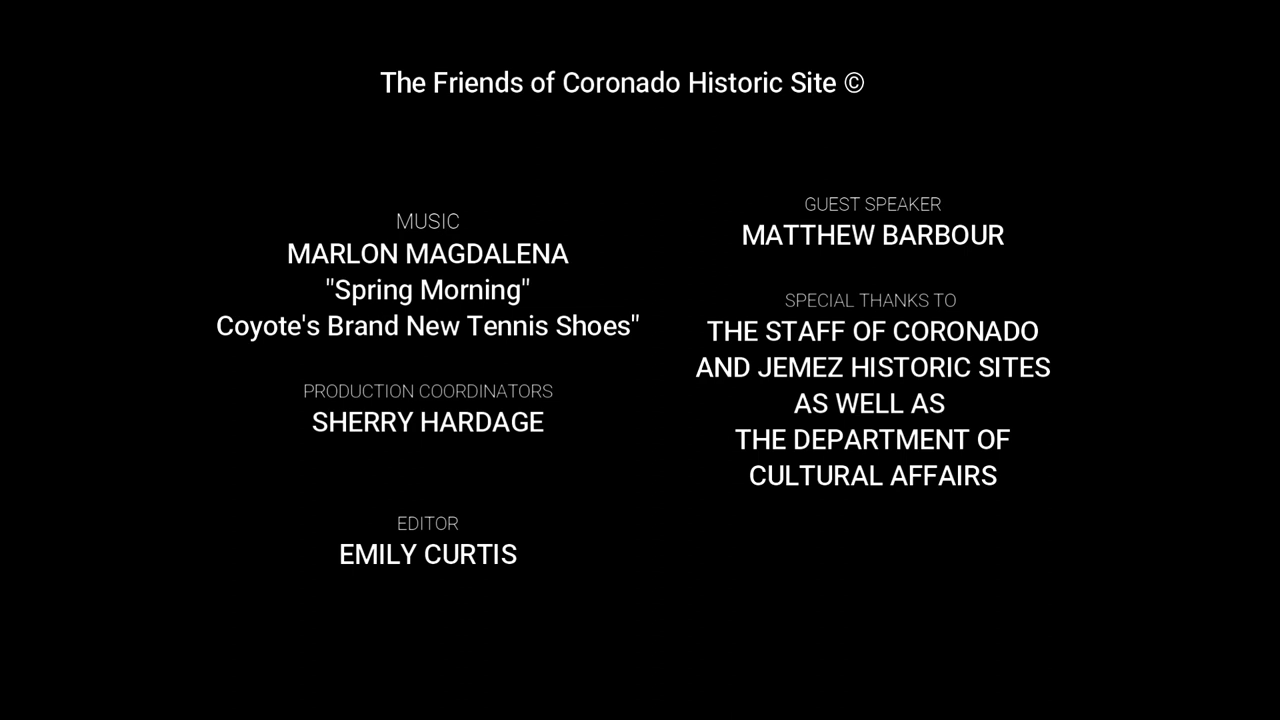 The Friends of Coronado Historic Site ©
MUSIC
MARLON MAGDALENA
"Spring Morning"
Coyote's Brand New Tennis Shoes"
PRODUCTION COORDINATORS
SHERRY HARDAGE
EDITOR
EMILY CURTIS
GUEST SPEAKER
MATTHEW BARBOUR
SPECIAL THANKS TO
THE STAFF OF CORONADO
AND JEMEZ HISTORIC SITES
AS WELL AS
THE DEPARTMENT OF
CULTURAL AFFAIRS